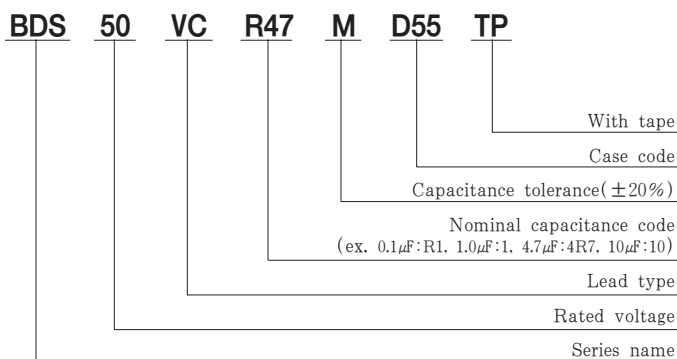 BDS 50 VC R47 M D55 TP
With tape
Case code
Capacitance tolerance(±20%)
Nominal capacitance code
(ex. 0.1μF:R1, 1.0μF:1, 4.7μF:4R7, 10μF:10)
Lead type
Rated voltage
Series name